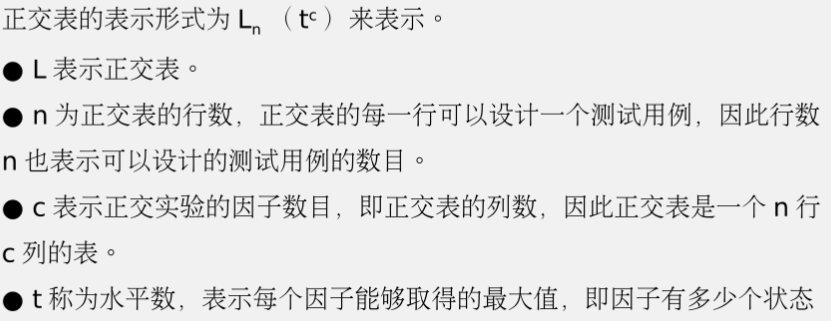 正交表的表示形式为 Ln （tc）来表示。
● L 表示正交表。
● n 为正交表的行数，正交表的每一行可以设计一个测试用例，因此行数
n 也表示可以设计的测试用例的数目。
● c 表示正交实验的因子数目，即正交表的列数，因此正交表是一个 n 行
c 列的表。
● t 称为水平数，表示每个因子能够取得的最大值，即因子有多少个状态